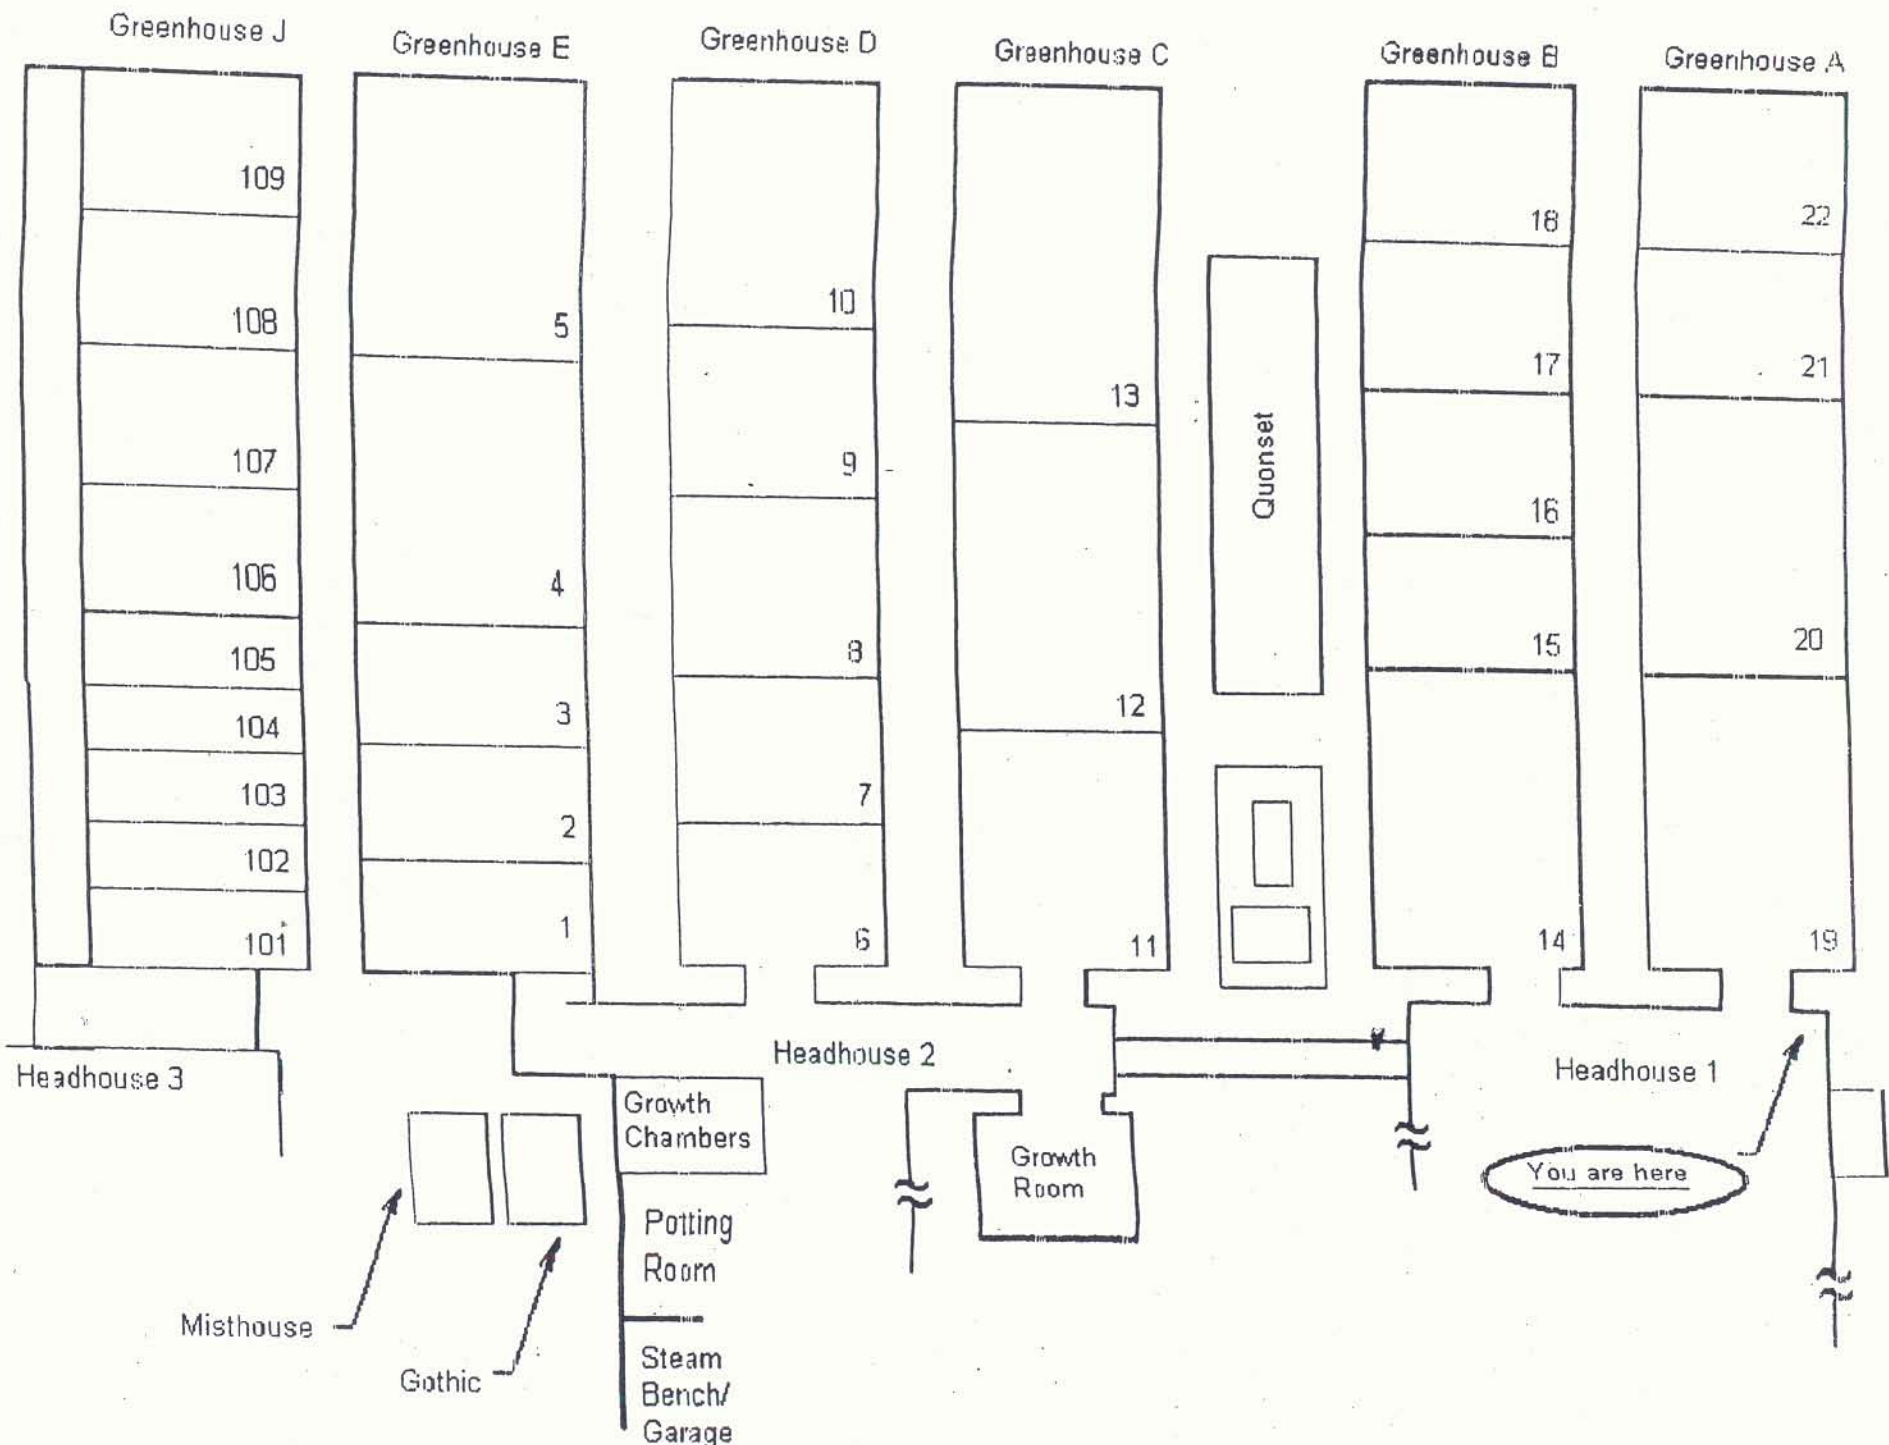 Greenhouse J
Greenhouse E
Greenhouse D
Greenhouse C
Greenhouse B
Greenhouse A
109
108
107
106
105
104
103
102
101
5
4
3
2
1
10
9
8
7
6
13
12
11
Quonset
18
17
16
15
14
22
21
20
19
Headhouse 3
Headhouse 2
Headhouse 1
Growth
Chambers
Growth
Room
You are here
Potting
Room
Misthouse
Gothic
Steam
Bench/
Garage